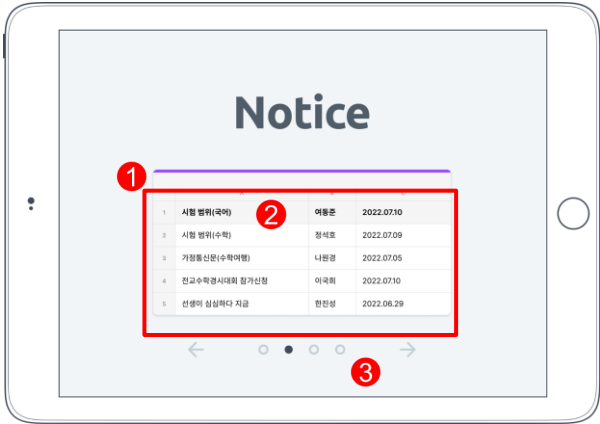 Notice
1
2
1 시험 범위(국어) 여동준 2022.07.10
2 시험 범위(수학) 정석호 2022.07.09
3 가정통신문(수학여행) 나원경 2022.07.05
4 전교수학경시대회 참가신청 이국희 2022.07.10
5 선생이 심심하다 지금 한진성 2022.06.29
3